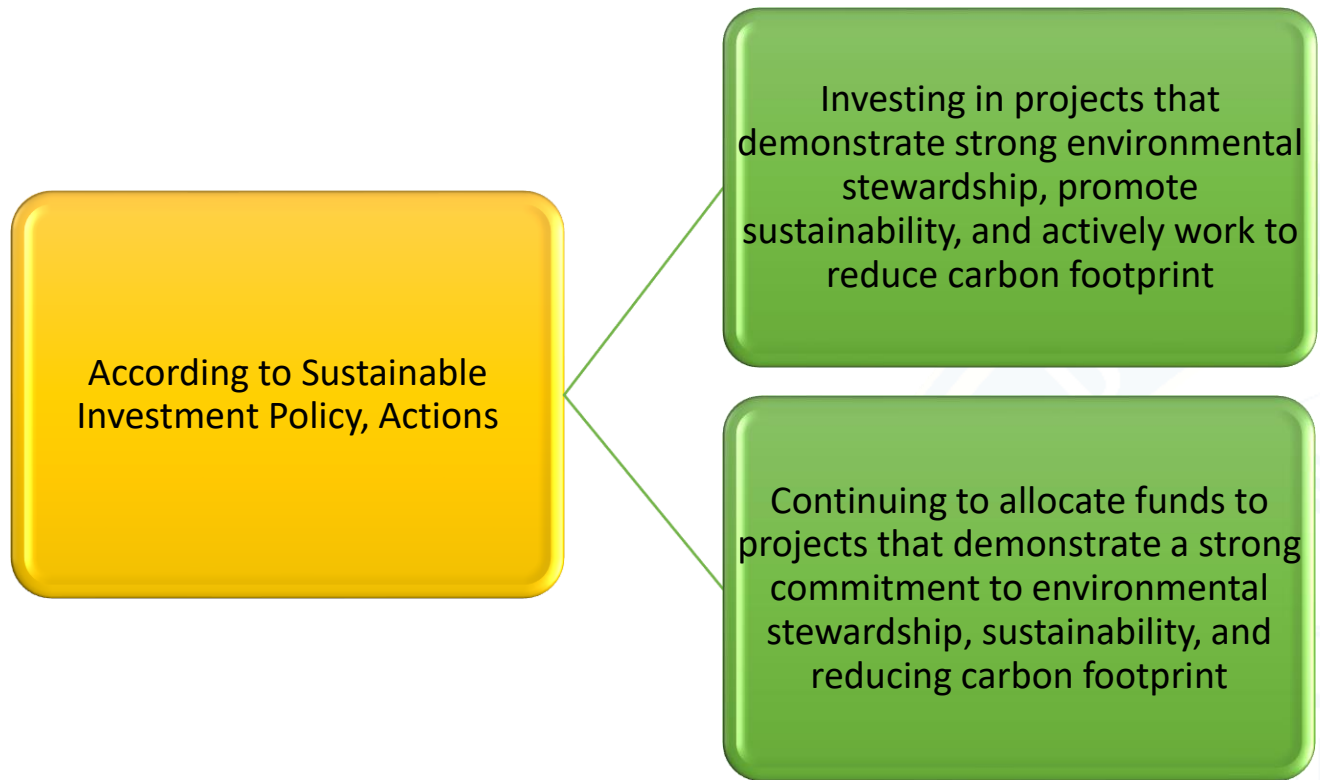 According to Sustainable
Investment Policy, Actions
Investing in projects that
demonstrate strong environmental
stewardship, promote
sustainability, and actively work to
reduce carbon footprint
Continuing to allocate funds to
projects that demonstrate a strong
commitment to environmental
stewardship, sustainability, and
reducing carbon footprint